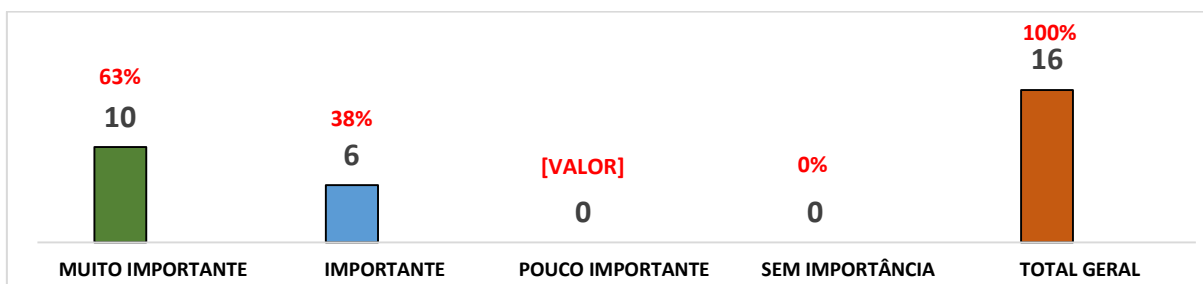 100%
16
63%
10
38%
6
[VALOR]
0
0%
0
MUITO IMPORTANTE
IMPORTANTE
POUCO IMPORTANTE
SEM IMPORTÂNCIA
TOTAL GERAL